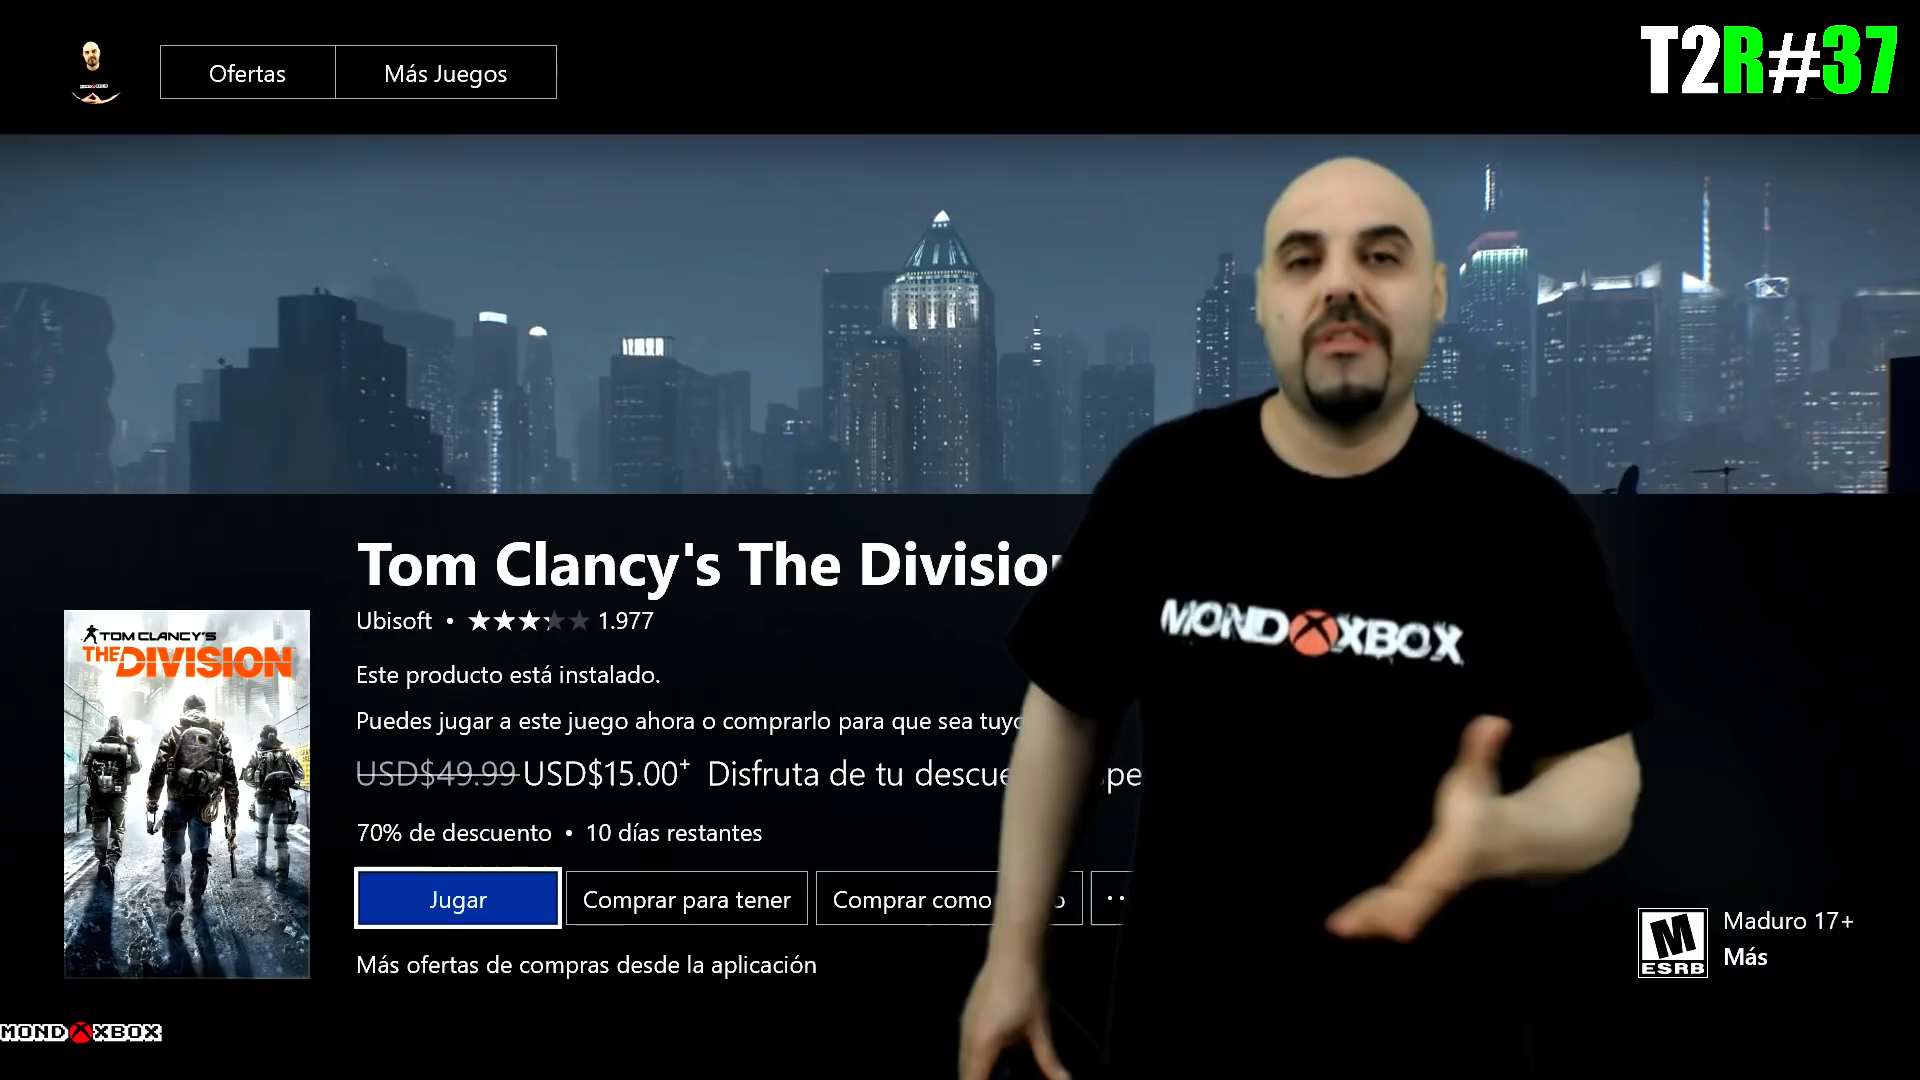 T2R#37
Ofertas
Más Juegos
Tom Clancy's The Division
Ubisoft • 1.977
Este producto está instalado.
Puedes jugar a este juego ahora o comprarlo para que sea tuyo
USD$49.99 USD$15.00+ Disfruta de tu
70% de descuento • 10 días restantes
Jugar
Comprar para tener
Comprar como
Más ofertas de compras desde la aplicación
TOM CLANCY'S
THE DIVISION
MONDOXBOX
M
ESRB
Maduro 17+
Más
MONDOXBOX